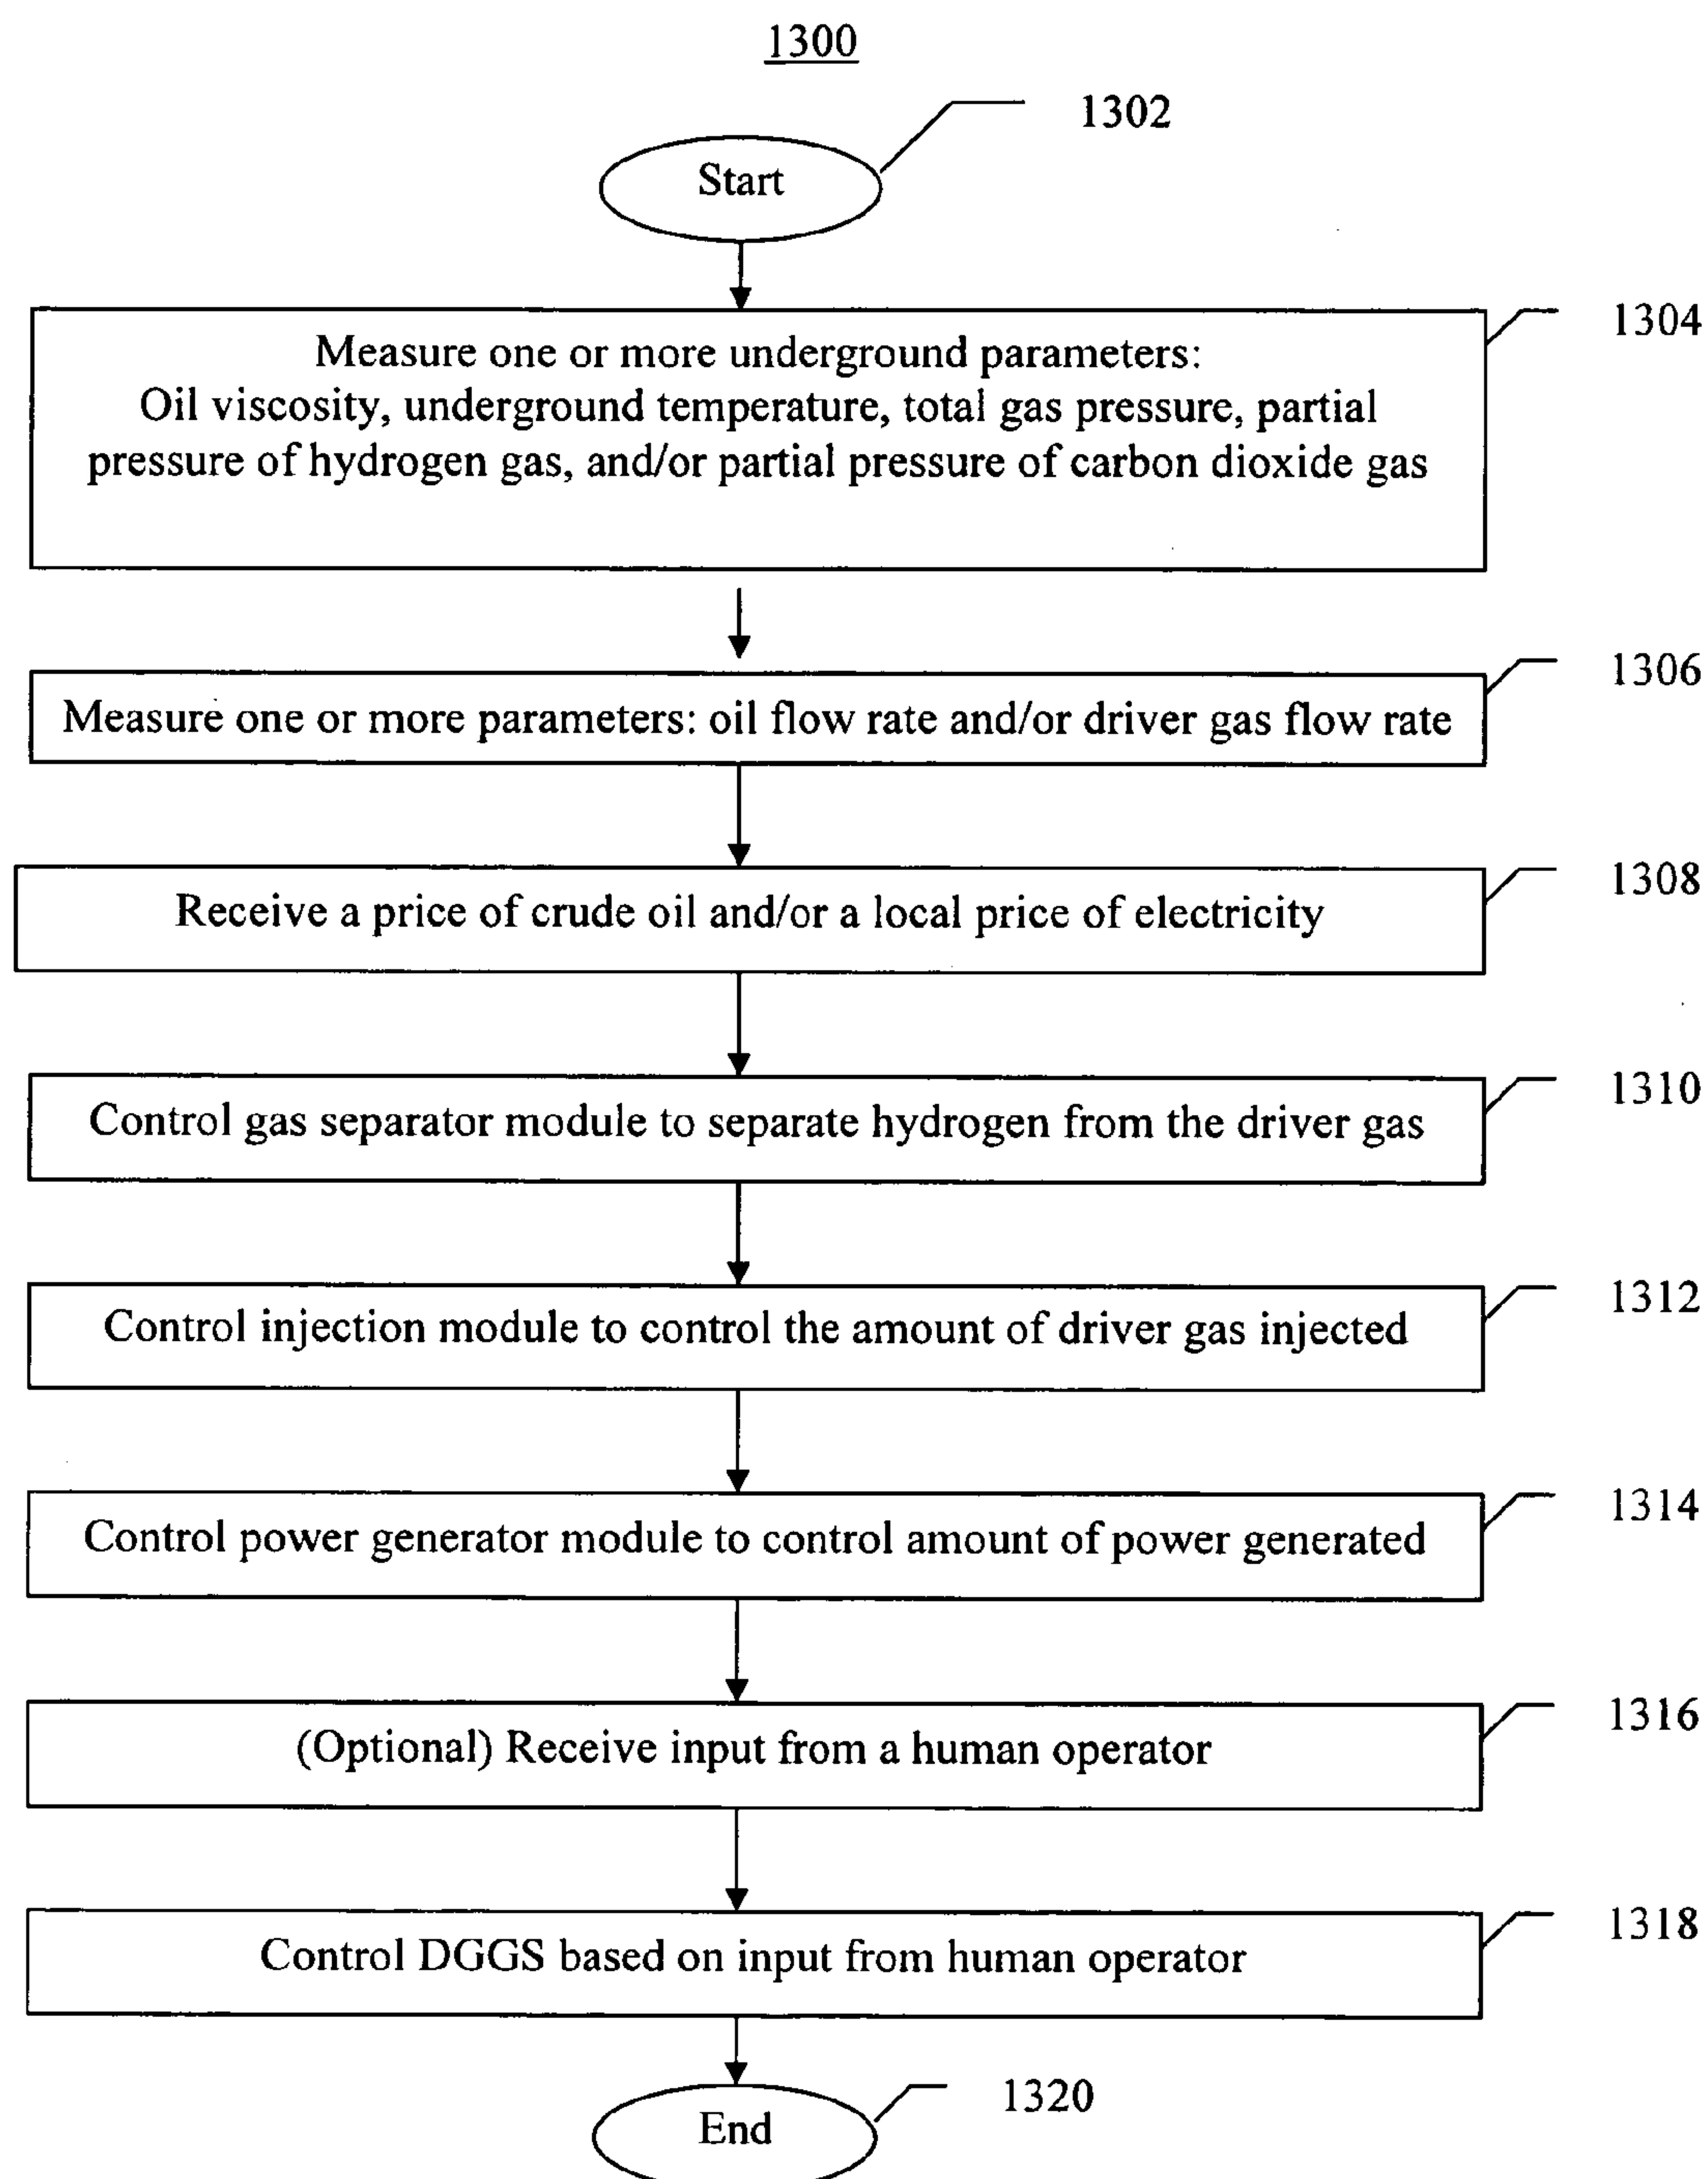 1300
1302
Start
1304
Measure one or more underground parameters:
Oil viscosity, underground temperature, total gas pressure, partial
pressure of hydrogen gas, and/or partial pressure of carbon dioxide gas
1306
Measure one or more parameters: oil flow rate and/or driver gas flow rate
1308
Receive a price of crude oil and/or a local price of electricity
1310
Control gas separator module to separate hydrogen from the driver gas
1312
Control injection module to control the amount of driver gas injected
1314
Control power generator module to control amount of power generated
1316
(Optional) Receive input from a human operator
1318
Control DGGS based on input from human operator
1320
End